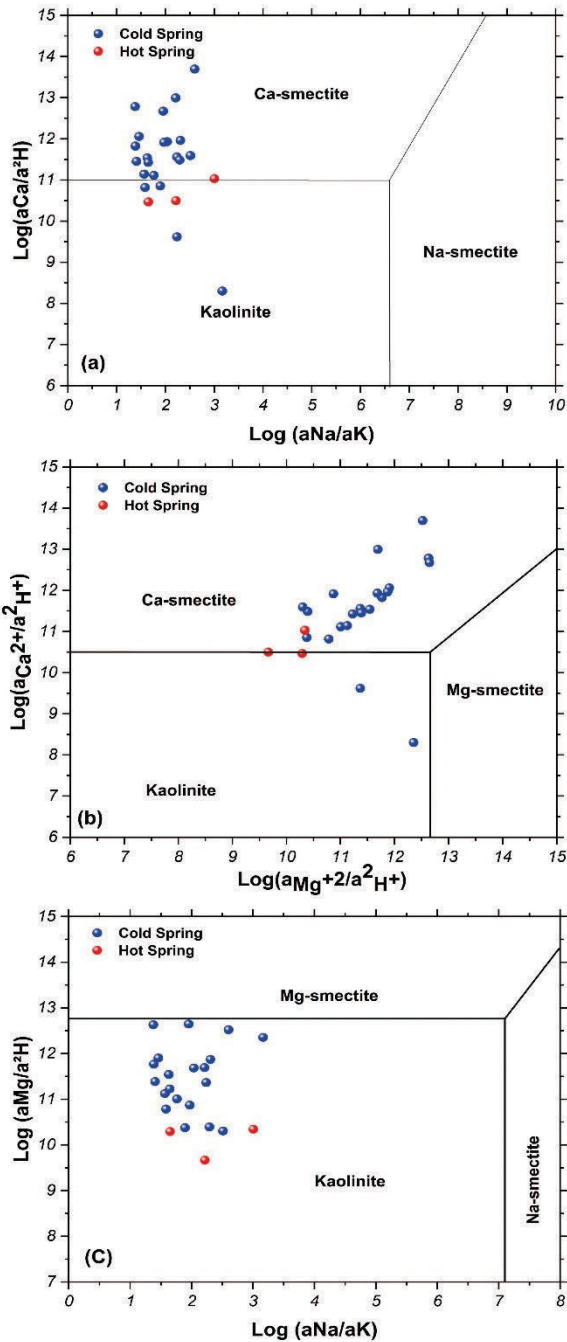 15
Cold Spring
Hot Spring
14
13
Ca-smectite
12
11
10
Na-smectite
9
8
Kaolinite
7
(a)
6
0 1 2 3 4 5 6 7 8 9 10
Log(aCa/a²H)
Log (aNa/aK)
15
Cold Spring
Hot Spring
14
13
12
Ca-smectite
11
10
Mg-smectite
9
8
Kaolinite
7
(b)
6
6 7 8 9 10 11 12 13 14 15
Log(aCa2+/a2H+)
Log(aMg+2/a2H+)
15
Cold Spring
Hot Spring
14
13
Mg-smectite
12
11
10
Kaolinite
9
Na-smectite
8
(C)
7
0 1 2 3 4 5 6 7 8
Log (aMg/a²H)
Log (aNa/aK)